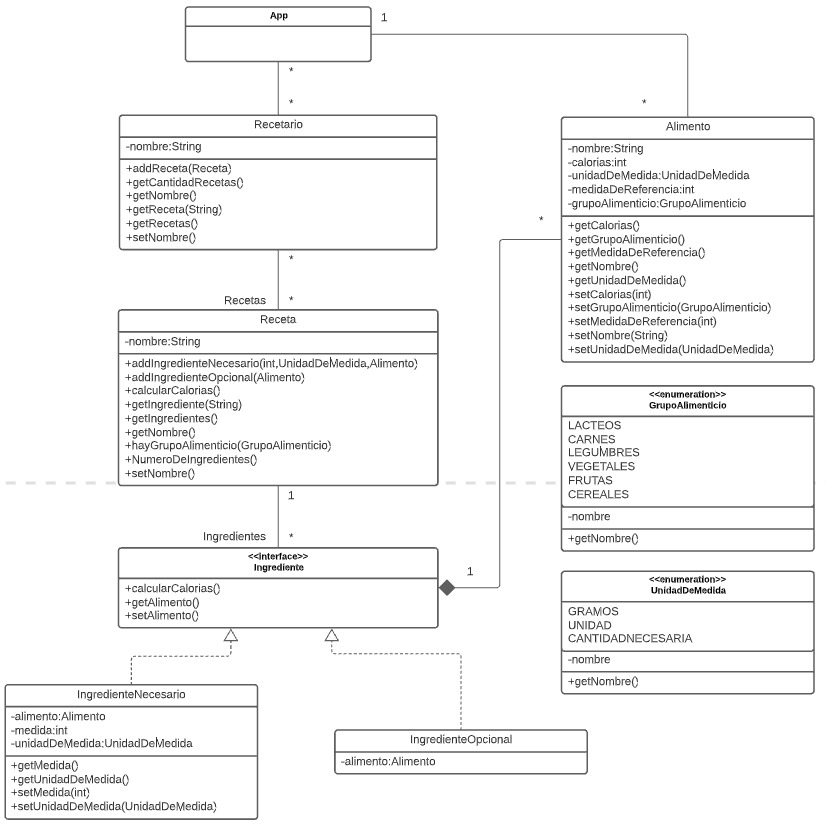 App
1
*
*
*
Recetario
-nombre:String
+addReceta(Receta)
+getCantidadRecetas()
+getNombre()
+getReceta(String)
+getRecetas()
+setNombre()
*
Recetas *
Receta
-nombre:String
+addIngredienteNecesario(int,UnidadDeMedida,Alimento)
+addIngredienteOpcional(Alimento)
+calcularCalorias()
+getIngrediente(String)
+getIngredientes()
+getNombre()
+hayGrupoAlimenticio(GrupoAlimenticio)
+NumeroDeIngredientes()
+setNombre()
1
Ingredientes *
<<interface>>
Ingrediente
+calcularCalorias()
+getAlimento()
+setAlimento()
1
*
Alimento
-nombre:String
-calorias:int
-unidadDeMedida:UnidadDeMedida
-medidaDeReferencia:int
-grupoAlimenticio:GrupoAlimenticio
+getCalorias()
+getGrupoAlimenticio()
+getMedidaDeReferencia()
+getNombre()
+getUnidadDeMedida()
+setCalorias(int)
+setGrupoAlimenticio(GrupoAlimenticio)
+setMedidaDeReferencia(int)
+setNombre(String)
+setUnidadDeMedida(UnidadDeMedida)
<<enumeration>>
GrupoAlimenticio
LACTEOS
CARNES
LEGUMBRES
VEGETALES
FRUTAS
CEREALES
-nombre
+getNombre()
<<enumeration>>
UnidadDeMedida
GRAMOS
UNIDAD
CANTIDADNECESARIA
-nombre
+getNombre()
IngredienteNecesario
-alimento:Alimento
-medida:int
-unidadDeMedida:UnidadDeMedida
+getMedida()
+getUnidadDeMedida()
+setMedida(int)
+setUnidadDeMedida(UnidadDeMedida)
IngredienteOpcional
-alimento:Alimento